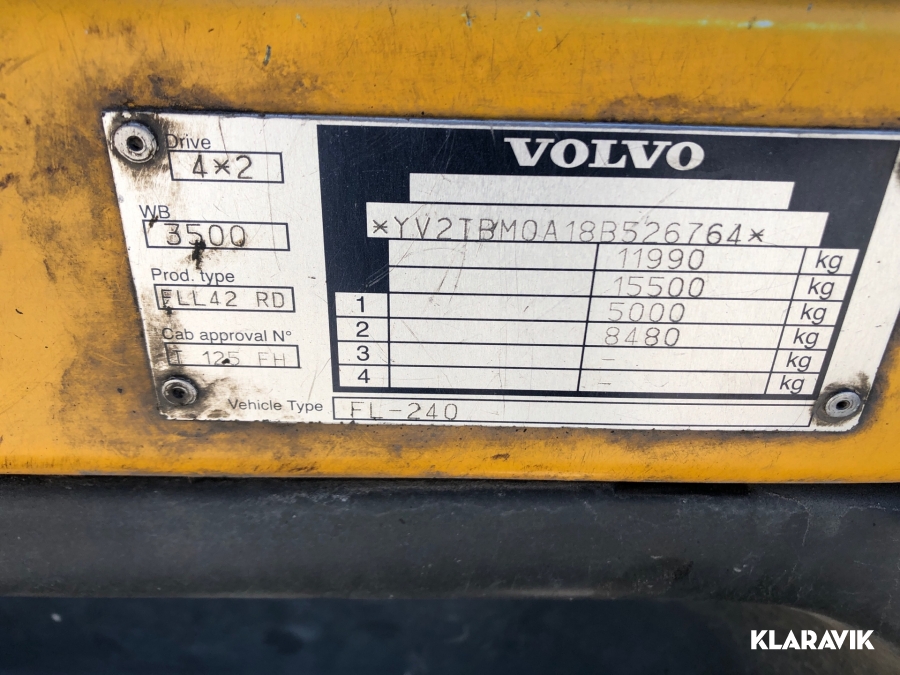 Drive
4*2
WB
3500
Prod. type
FLL42 RD
Cab approval N°
T 125 FH
VOLVO
*YV2TBM0A18B526764*
11990 kg
15500 kg
1 5000 kg
2 8480 kg
3 - kg
4 - kg
Vehicle Type FL-240
KLARAVIK